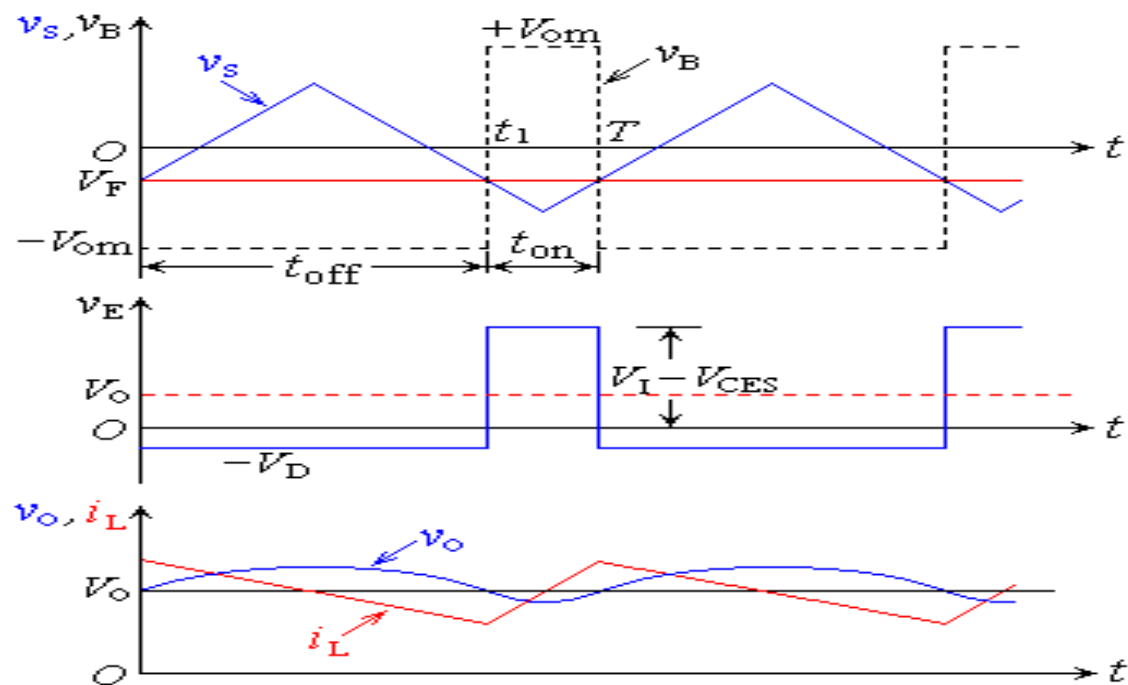 vS,vB
+VOm
vS
vB
t1
T
O
t
VF
-VOm
toff
ton
vE
VI-VCES
VO
O
t
-VD
vO, iL
vO
VO
iL
O
t